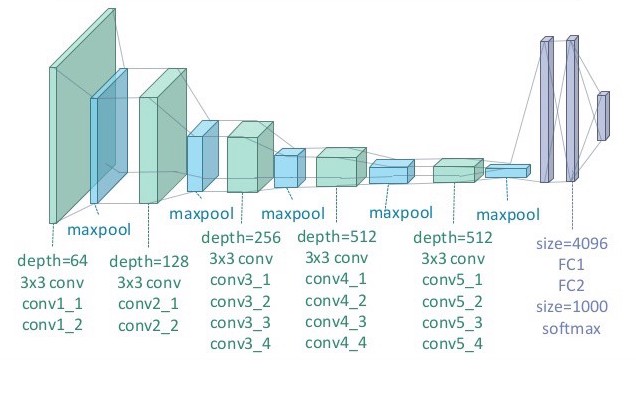 maxpool
depth=64
3x3 conv
conv1_1
conv1_2
maxpool
depth=128
3x3 conv
conv2_1
conv2_2
maxpool
depth=256
3x3 conv
conv3_1
conv3_2
conv3_3
conv3_4
maxpool
depth=512
3x3 conv
conv4_1
conv4_2
conv4_3
conv4_4
maxpool
depth=512
3x3 conv
conv5_1
conv5_2
conv5_3
conv5_4
size=4096
FC1
FC2
size=1000
softmax